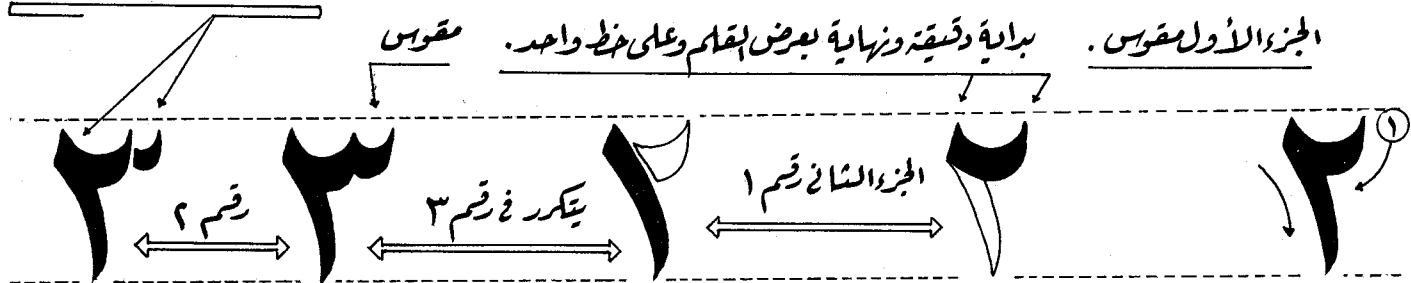 الجزء الأول مقوس . بداية دقيقة ونهاية بعرض القلم وعلى خط واحد . مقوس
١
٢ ٢ الجزء الثاني رقم ١ ٢ يتكرر في رقم ٣ ٣ رقم ٢ ٣